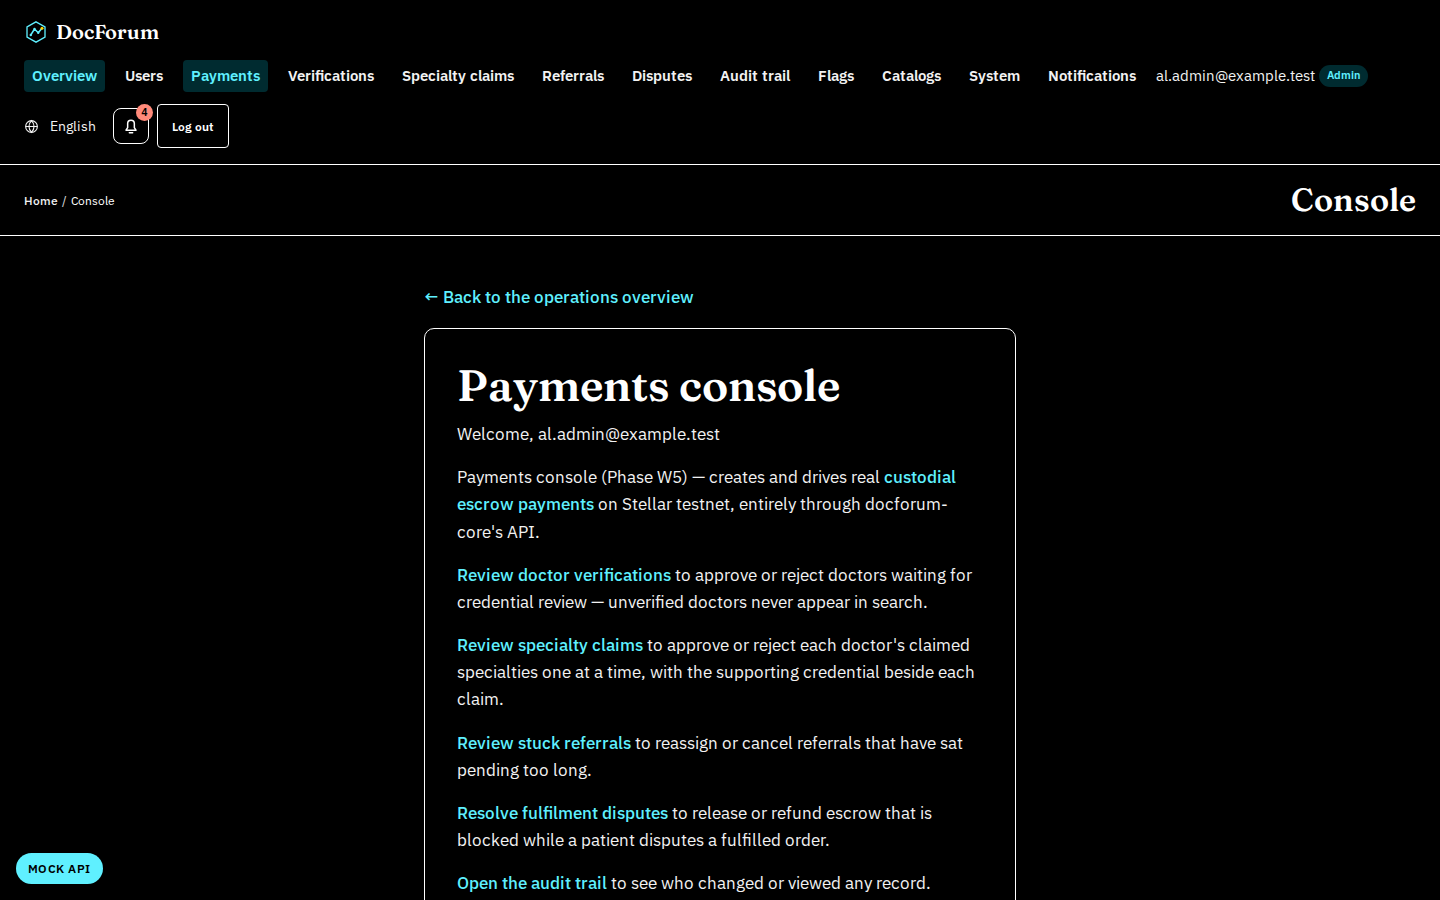 DocForum
Overview Users Payments Verifications Specialty claims Referrals Disputes Audit trail Flags Catalogs System Notifications al.admin@example.test Admin
English 4 Log out
Home / Console
Console
← Back to the operations overview
Payments console
Welcome, al.admin@example.test
Payments console (Phase W5) — creates and drives real custodial
escrow payments on Stellar testnet, entirely through docforum-
core's API.
Review doctor verifications to approve or reject doctors waiting for
credential review — unverified doctors never appear in search.
Review specialty claims to approve or reject each doctor's claimed
specialties one at a time, with the supporting credential beside each
claim.
Review stuck referrals to reassign or cancel referrals that have sat
pending too long.
Resolve fulfilment disputes to release or refund escrow that is
blocked while a patient disputes a fulfilled order.
Open the audit trail to see who changed or viewed any record.
MOCK API